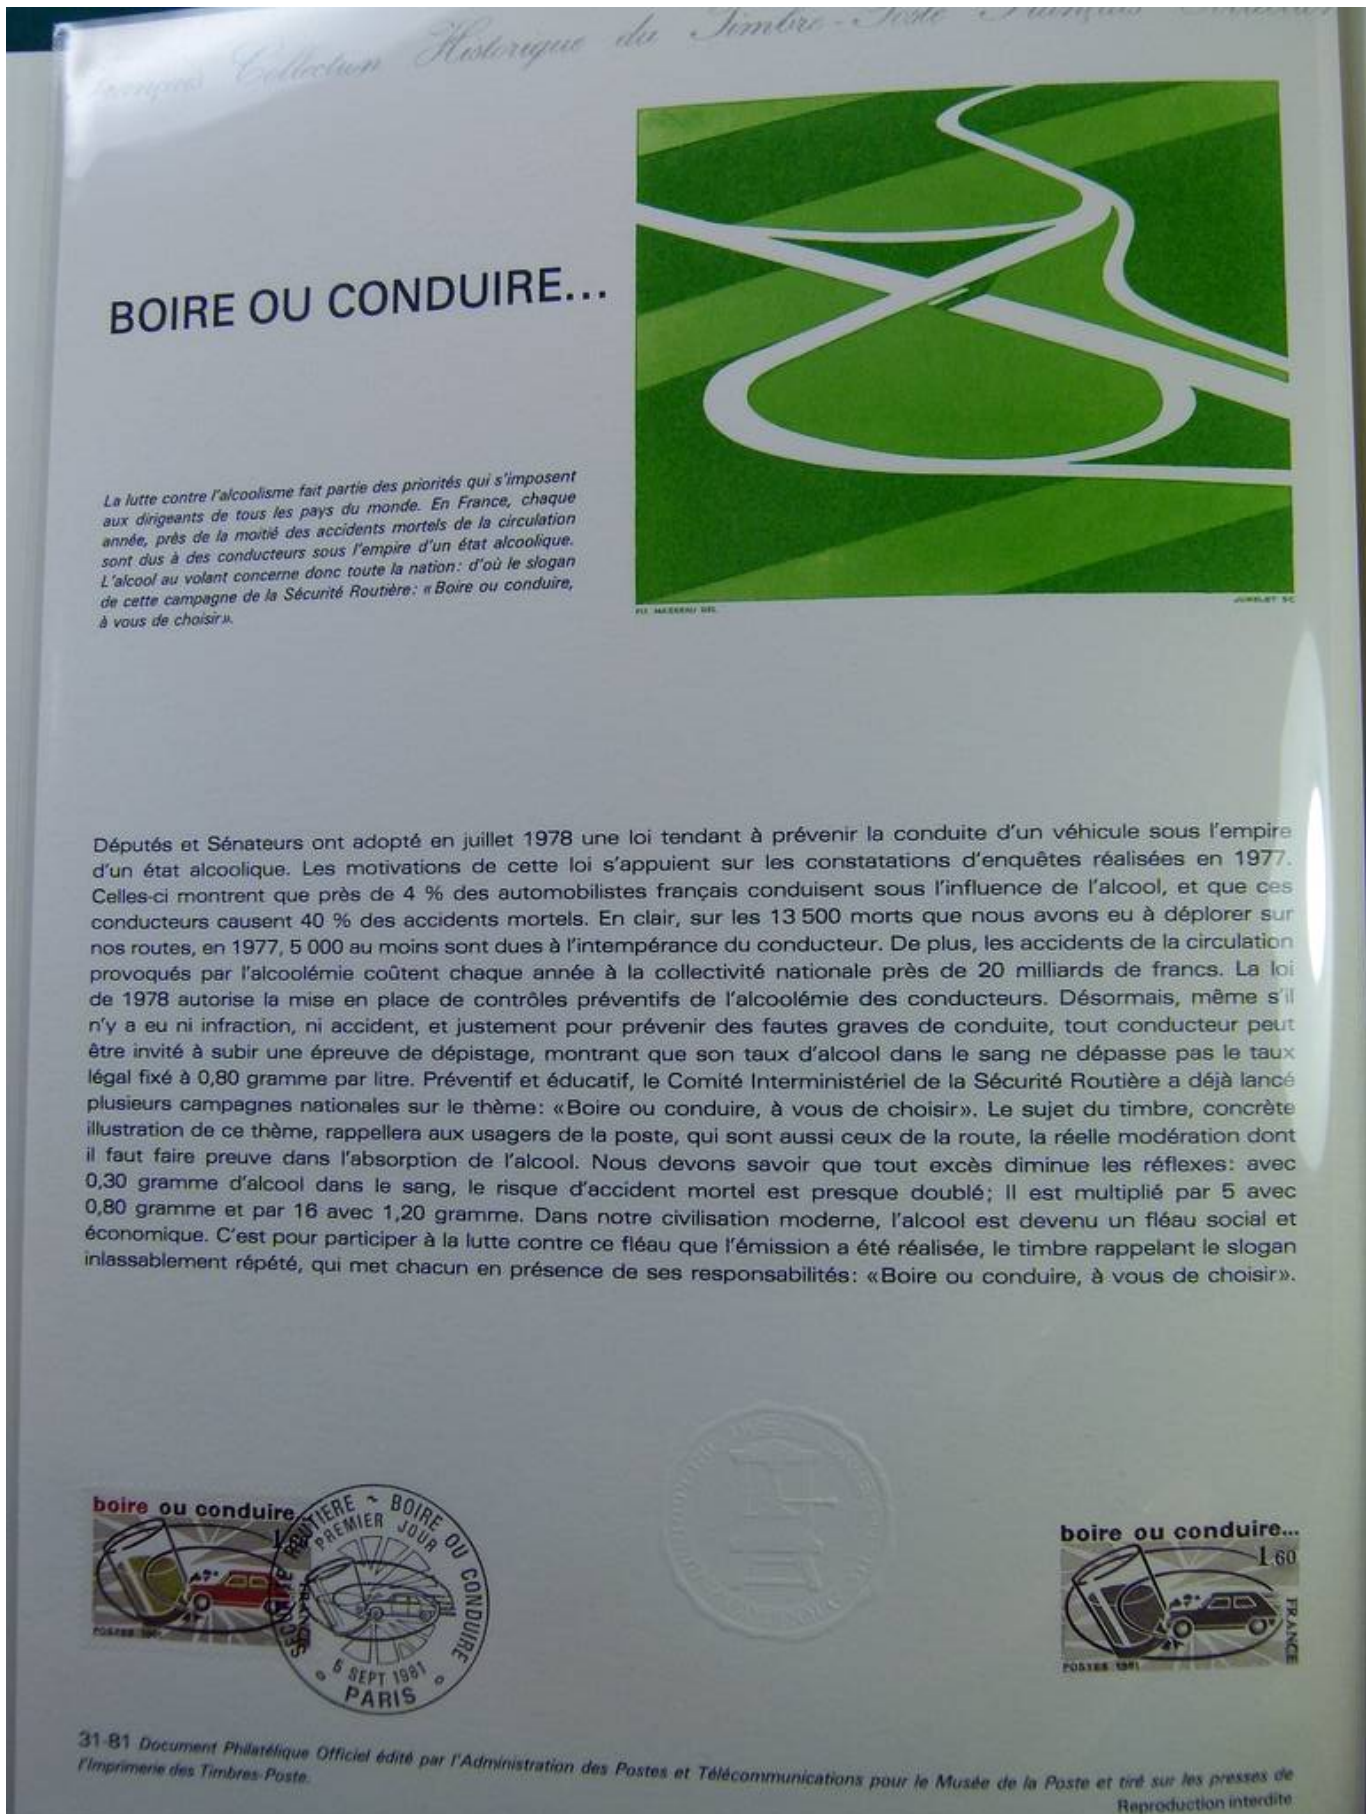 Français Collection Historique du Timbre-Poste Français Collection
BOIRE OU CONDUIRE...
La lutte contre l'alcoolisme fait partie des priorités qui s'imposent
aux dirigeants de tous les pays du monde. En France, chaque
année, près de la moitié des accidents mortels de la circulation
sont dus à des conducteurs sous l'empire d'un état alcoolique.
L'alcool au volant concerne donc toute la nation: d'où le slogan
de cette campagne de la Sécurité Routière: «Boire ou conduire,
à vous de choisir».
Députés et Sénateurs ont adopté en juillet 1978 une loi tendant à prévenir la conduite d'un véhicule sous l'empire
d'un état alcoolique. Les motivations de cette loi s'appuient sur les constatations d'enquêtes réalisées en 1977.
Celles-ci montrent que près de 4 % des automobilistes français conduisent sous l'influence de l'alcool, et que ces
conducteurs causent 40 % des accidents mortels. En clair, sur les 13 500 morts que nous avons eu à déplorer sur
nos routes, en 1977, 5 000 au moins sont dues à l'intempérance du conducteur. De plus, les accidents de la circulation
provoqués par l'alcoolémie coûtent chaque année à la collectivité nationale près de 20 milliards de francs. La loi
de 1978 autorise la mise en place de contrôles préventifs de l'alcoolémie des conducteurs. Désormais, même s'il
n'y a eu ni infraction, ni accident, et justement pour prévenir des fautes graves de conduite, tout conducteur peut
être invité à subir une épreuve de dépistage, montrant que son taux d'alcool dans le sang ne dépasse pas le taux
légal fixé à 0,80 gramme par litre. Préventif et éducatif, le Comité Interministériel de la Sécurité Routière a déjà lancé
plusieurs campagnes nationales sur le thème: «Boire ou conduire, à vous de choisir». Le sujet du timbre, concrète
illustration de ce thème, rappellera aux usagers de la poste, qui sont aussi ceux de la route, la réelle modération dont
il faut faire preuve dans l'absorption de l'alcool. Nous devons savoir que tout excès diminue les réflexes: avec
0,30 gramme d'alcool dans le sang, le risque d'accident mortel est presque doublé; Il est multiplié par 5 avec
0,80 gramme et par 16 avec 1,20 gramme. Dans notre civilisation moderne, l'alcool est devenu un fléau social et
économique. C'est pour participer à la lutte contre ce fléau que l'émission a été réalisée, le timbre rappelant le slogan
inlassablement répété, qui met chacun en présence de ses responsabilités: «Boire ou conduire, à vous de choisir».
boire ou conduire
POSTES 1981
FRANCE
SÉCURITÉ ROUTIERE ~ BOIRE OU CONDUIRE
PREMIER JOUR
5 SEPT 1981
PARIS
boire ou conduire...
1,60
FRANCE
POSTES 1981
31-81 Document Philatélique Officiel édité par l'Administration des Postes et Télécommunications pour le Musée de la Poste et tiré sur les presses de
l'Imprimerie des Timbres-Poste.
Reproduction interdite